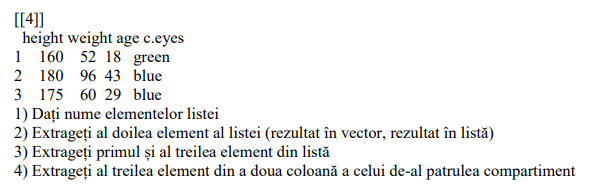 [[4]]
height weight age c.eyes
1 160 52 18 green
2 180 96 43 blue
3 175 60 29 blue
1) Dați nume elementelor listei
2) Extrageți al doilea element al listei (rezultat în vector, rezultat în listă)
3) Extrageți primul și al treilea element din listă
4) Extrageți al treilea element din a doua coloană a celui de-al patrulea compartiment